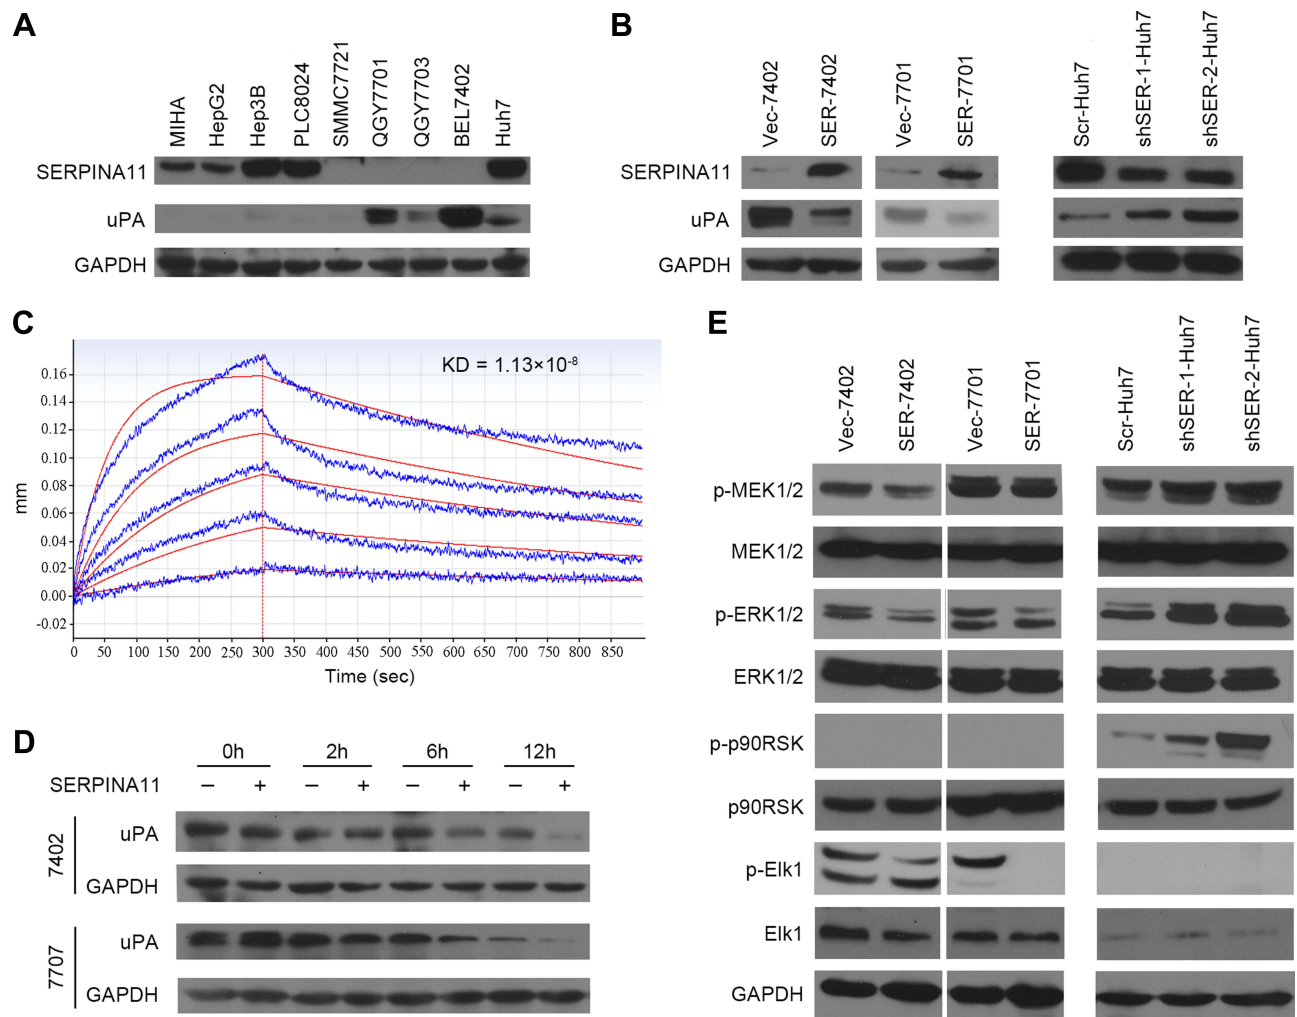 A
MIHA
HepG2
Hep3B
PLC8024
SMMC7721
QGY7701
QGY7703
BEL7402
Huh7
SERPINA11
uPA
GAPDH
B
Vec-7402
SER-7402
Vec-7701
SER-7701
Scr-Huh7
shSER-1-Huh7
shSER-2-Huh7
SERPINA11
uPA
GAPDH
C
KD = 1.13×10-8
mm
0.16
0.14
0.12
0.10
0.08
0.06
0.04
0.02
0.00
-0.02
0 50 100 150 200 250 300 350 400 450 500 550 600 650 700 750 800 850
Time (sec)
D
0h 2h 6h 12h
SERPINA11 – + – + – + – +
7402
uPA
GAPDH
7707
uPA
GAPDH
E
Vec-7402
SER-7402
Vec-7701
SER-7701
Scr-Huh7
shSER-1-Huh7
shSER-2-Huh7
p-MEK1/2
MEK1/2
p-ERK1/2
ERK1/2
p-p90RSK
p90RSK
p-Elk1
Elk1
GAPDH